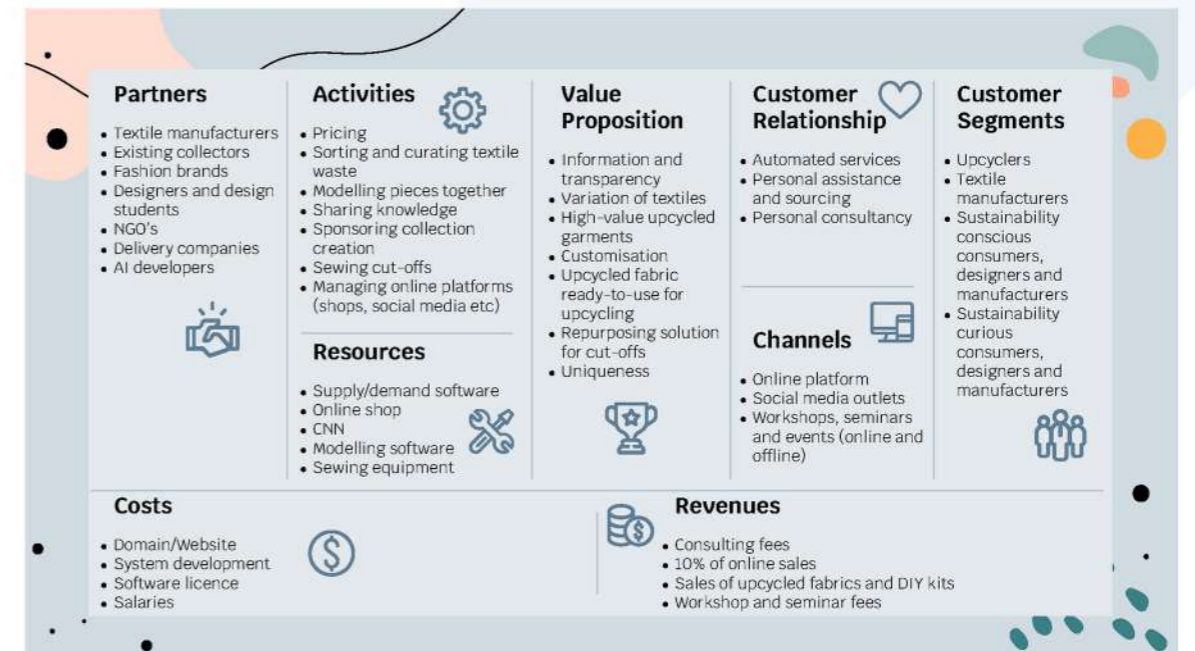 Partners
• Textile manufacturers
• Existing collectors
• Fashion brands
• Designers and design
students
• NGO's
• Delivery companies
• AI developers
Activities
• Pricing
• Sorting and curating textile
waste
• Modelling pieces together
• Sharing knowledge
• Sponsoring collection
creation
• Sewing cut-offs
• Managing online platforms
(shops, social media etc)
Resources
• Supply/demand software
• Online shop
• CNN
• Modelling software
• Sewing equipment
Value
Proposition
• Information and
transparency
• Variation of textiles
• High-value upcycled
garments
• Customisation
• Upcycled fabric
ready-to-use for
upcycling
• Repurposing solution
for cut-offs
• Uniqueness
Customer
Relationship
• Automated services
• Personal assistance
and sourcing
• Personal consultancy
Channels
• Online platform
• Social media outlets
• Workshops, seminars
and events (online and
offline)
Customer
Segments
• Upcyclers
• Textile
manufacturers
• Sustainability
conscious
consumers,
designers and
manufacturers
• Sustainability
curious
consumers,
designers and
manufacturers
Costs
• Domain/Website
• System development
• Software licence
• Salaries
Revenues
• Consulting fees
• 10% of online sales
• Sales of upcycled fabrics and DIY kits
• Workshop and seminar fees